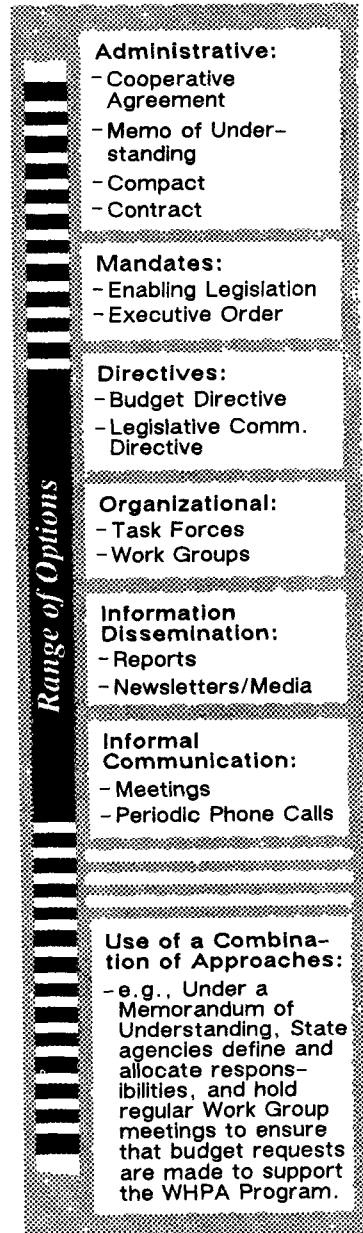 Range of Options
Administrative:
- Cooperative
Agreement
- Memo of Under-
standing
- Compact
- Contract
Mandates:
- Enabling Legislation
- Executive Order
Directives:
- Budget Directive
- Legislative Comm.
Directive
Organizational:
- Task Forces
- Work Groups
Information
Dissemination:
- Reports
- Newsletters/Media
Informal
Communication:
- Meetings
- Periodic Phone Calls
Use of a Combina-
tion of Approaches:
- e.g., Under a
Memorandum of
Understanding, State
agencies define and
allocate respons-
ibilities, and hold
regular Work Group
meetings to ensure
that budget requests
are made to support
the WHPA Program.